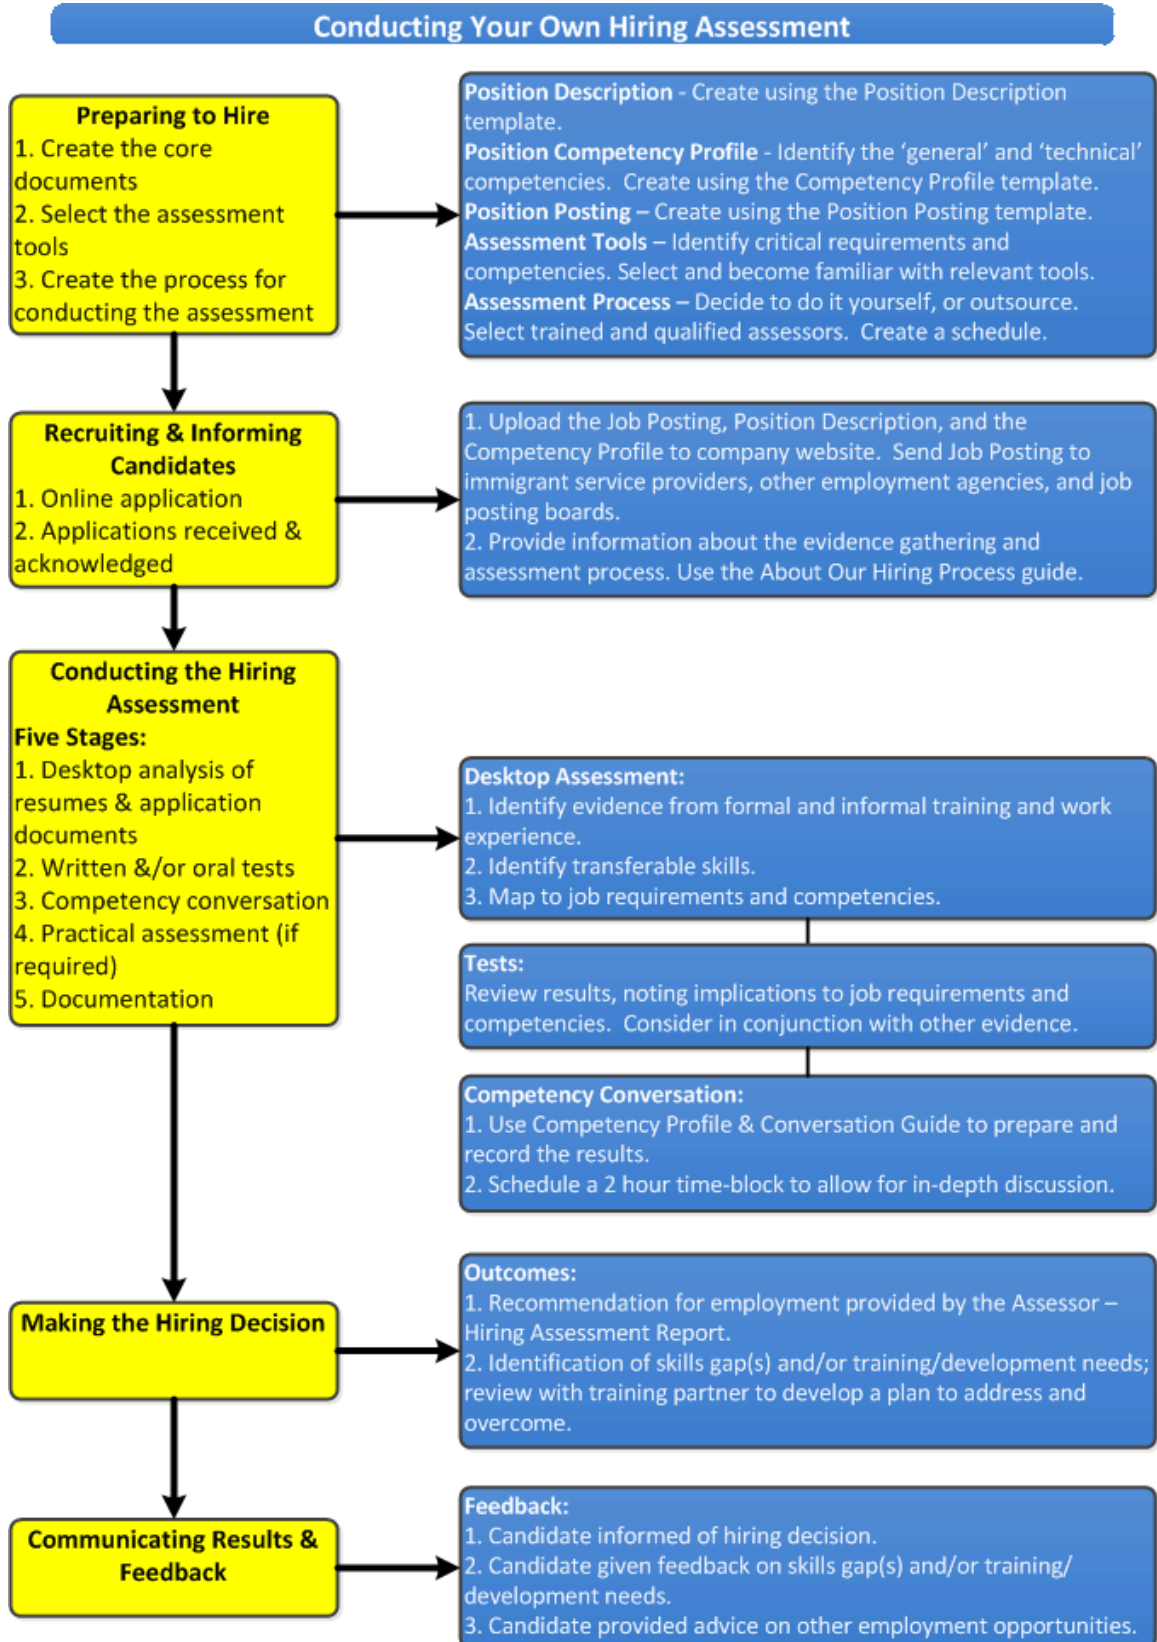 Conducting Your Own Hiring Assessment
Preparing to Hire
1. Create the core
documents
2. Select the assessment
tools
3. Create the process for
conducting the assessment
Position Description - Create using the Position Description
template.
Position Competency Profile - Identify the ‘general’ and ‘technical’
competencies.  Create using the Competency Profile template.
Position Posting – Create using the Position Posting template.
Assessment Tools – Identify critical requirements and
competencies. Select and become familiar with relevant tools.
Assessment Process – Decide to do it yourself, or outsource.
Select trained and qualified assessors.  Create a schedule.
Recruiting & Informing
Candidates
1. Online application
2. Applications received &
acknowledged
1. Upload the Job Posting, Position Description, and the
Competency Profile to company website.  Send Job Posting to
immigrant service providers, other employment agencies, and job
posting boards.
2. Provide information about the evidence gathering and
assessment process. Use the About Our Hiring Process guide.
Conducting the Hiring
Assessment
Five Stages:
1. Desktop analysis of
resumes & application
documents
2. Written &/or oral tests
3. Competency conversation
4. Practical assessment (if
required)
5. Documentation
Desktop Assessment:
1. Identify evidence from formal and informal training and work
experience.
2. Identify transferable skills.
3. Map to job requirements and competencies.
Tests:
Review results, noting implications to job requirements and
competencies.  Consider in conjunction with other evidence.
Competency Conversation:
1. Use Competency Profile & Conversation Guide to prepare and
record the results.
2. Schedule a 2 hour time-block to allow for in-depth discussion.
Making the Hiring Decision
Outcomes:
1. Recommendation for employment provided by the Assessor –
Hiring Assessment Report.
2. Identification of skills gap(s) and/or training/development needs;
review with training partner to develop a plan to address and
overcome.
Communicating Results &
Feedback
Feedback:
1. Candidate informed of hiring decision.
2. Candidate given feedback on skills gap(s) and/or training/
development needs.
3. Candidate provided advice on other employment opportunities.